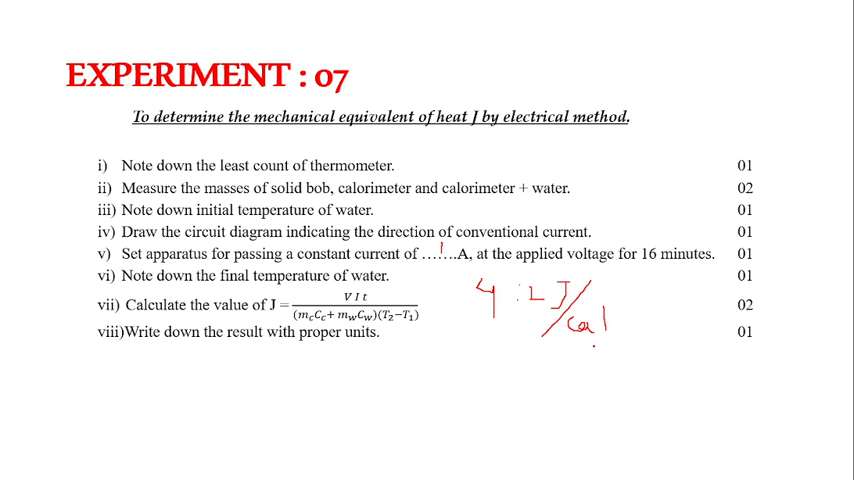 EXPERIMENT : 07
To determine the mechanical equivalent of heat J by electrical method.
i) Note down the least count of thermometer. 01
ii) Measure the masses of solid bob, calorimeter and calorimeter + water. 02
iii) Note down initial temperature of water. 01
iv) Draw the circuit diagram indicating the direction of conventional current. 01
v) Set apparatus for passing a constant current of ….1….A, at the applied voltage for 16 minutes. 01
vi) Note down the final temperature of water. 01
vii) Calculate the value of J = V I t / (m_cC_c+ m_wC_w)(T_2−T_1) 02
4 : 2 J/cal
viii)Write down the result with proper units. 01